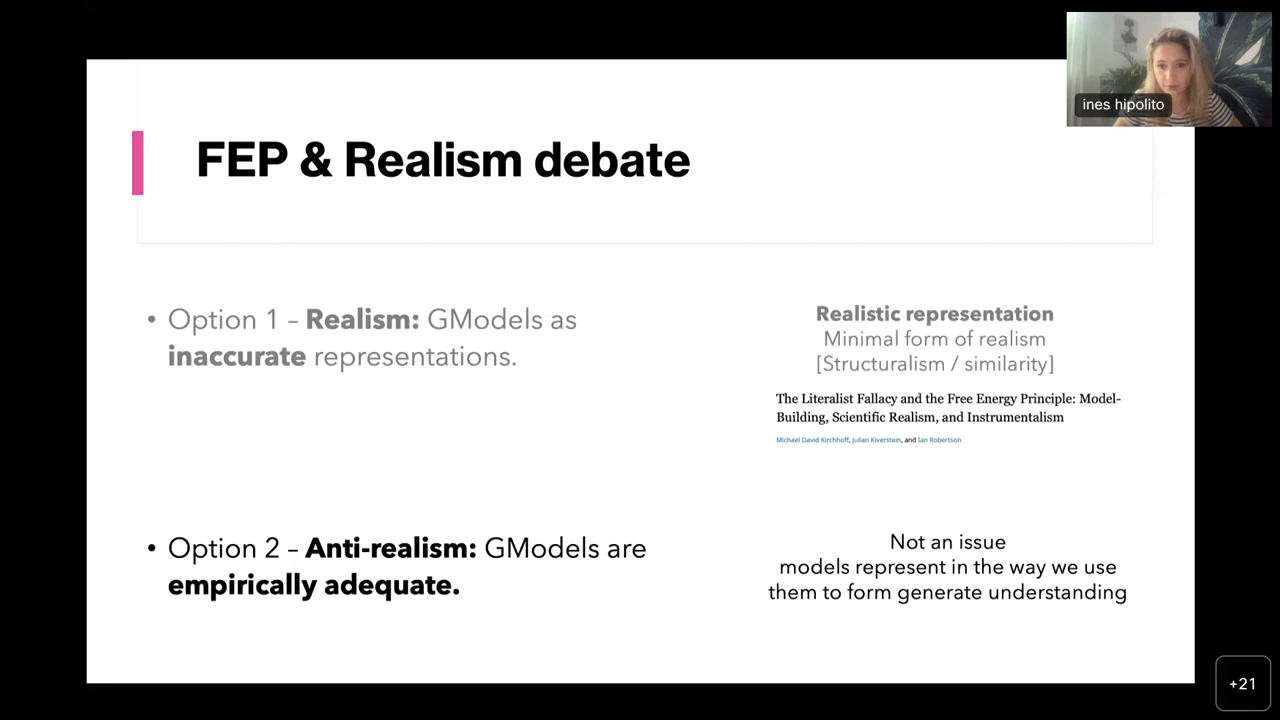 ines hipolito
FEP & Realism debate
• Option 1 – Realism: GModels as
inaccurate representations.
Realistic representation
Minimal form of realism
[Structuralism / similarity]
The Literalist Fallacy and the Free Energy Principle: Model-
Building, Scientific Realism, and Instrumentalism
Michael David Kirchhoff, Julian Kiverstein, and Ian Robertson
• Option 2 – Anti-realism: GModels are
empirically adequate.
Not an issue
models represent in the way we use
them to form generate understanding
+21